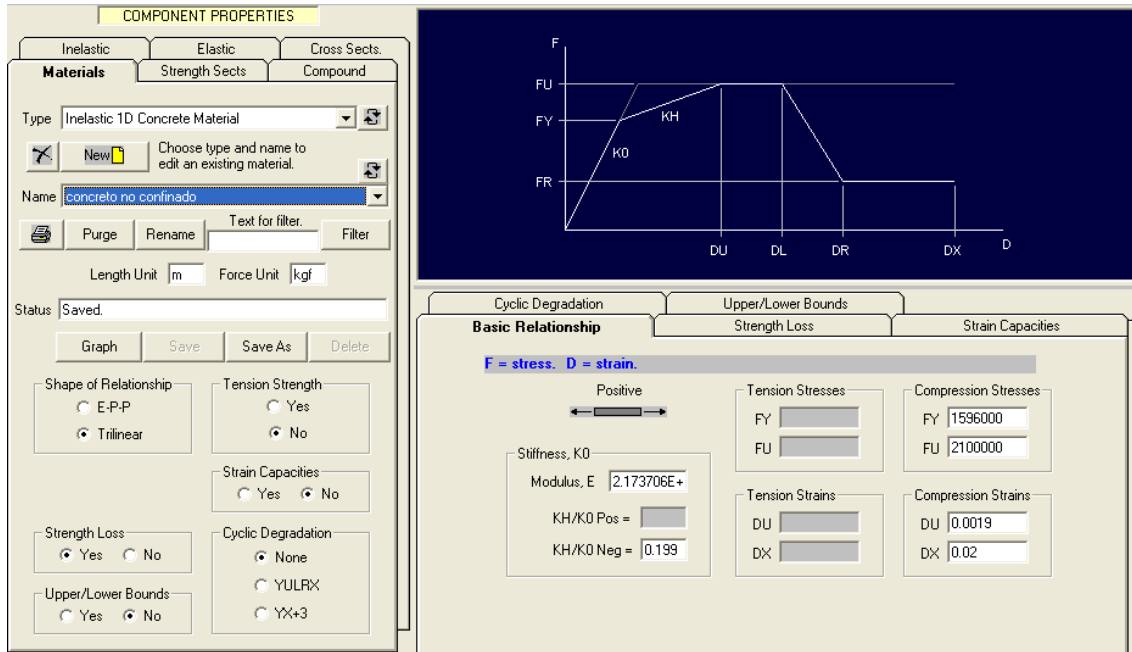 COMPONENT PROPERTIES
Inelastic Elastic Cross Sects.
Materials Strength Sects Compound
Type Inelastic 1D Concrete Material
New Choose type and name to
edit an existing material.
Name concreto no confinado
Purge Rename Text for filter. Filter
Length Unit m Force Unit kgf
Status Saved.
Graph Save Save As Delete
Shape of Relationship
E-P-P
Trilinear
Tension Strength
Yes
No
Strain Capacities
Yes No
Strength Loss
Yes No
Cyclic Degradation
None
YULRX
YX+3
Upper/Lower Bounds
Yes No
F
FU
FY
KH
K0
FR
DU DL DR DX D
Cyclic Degradation Upper/Lower Bounds
Basic Relationship Strength Loss Strain Capacities
F = stress. D = strain.
Positive
Stiffness, K0
Modulus, E 2.173706E+
KH/K0 Pos =
KH/K0 Neg = 0.199
Tension Stresses
FY
FU
Compression Stresses
FY 1596000
FU 2100000
Tension Strains
DU
DX
Compression Strains
DU 0.0019
DX 0.02